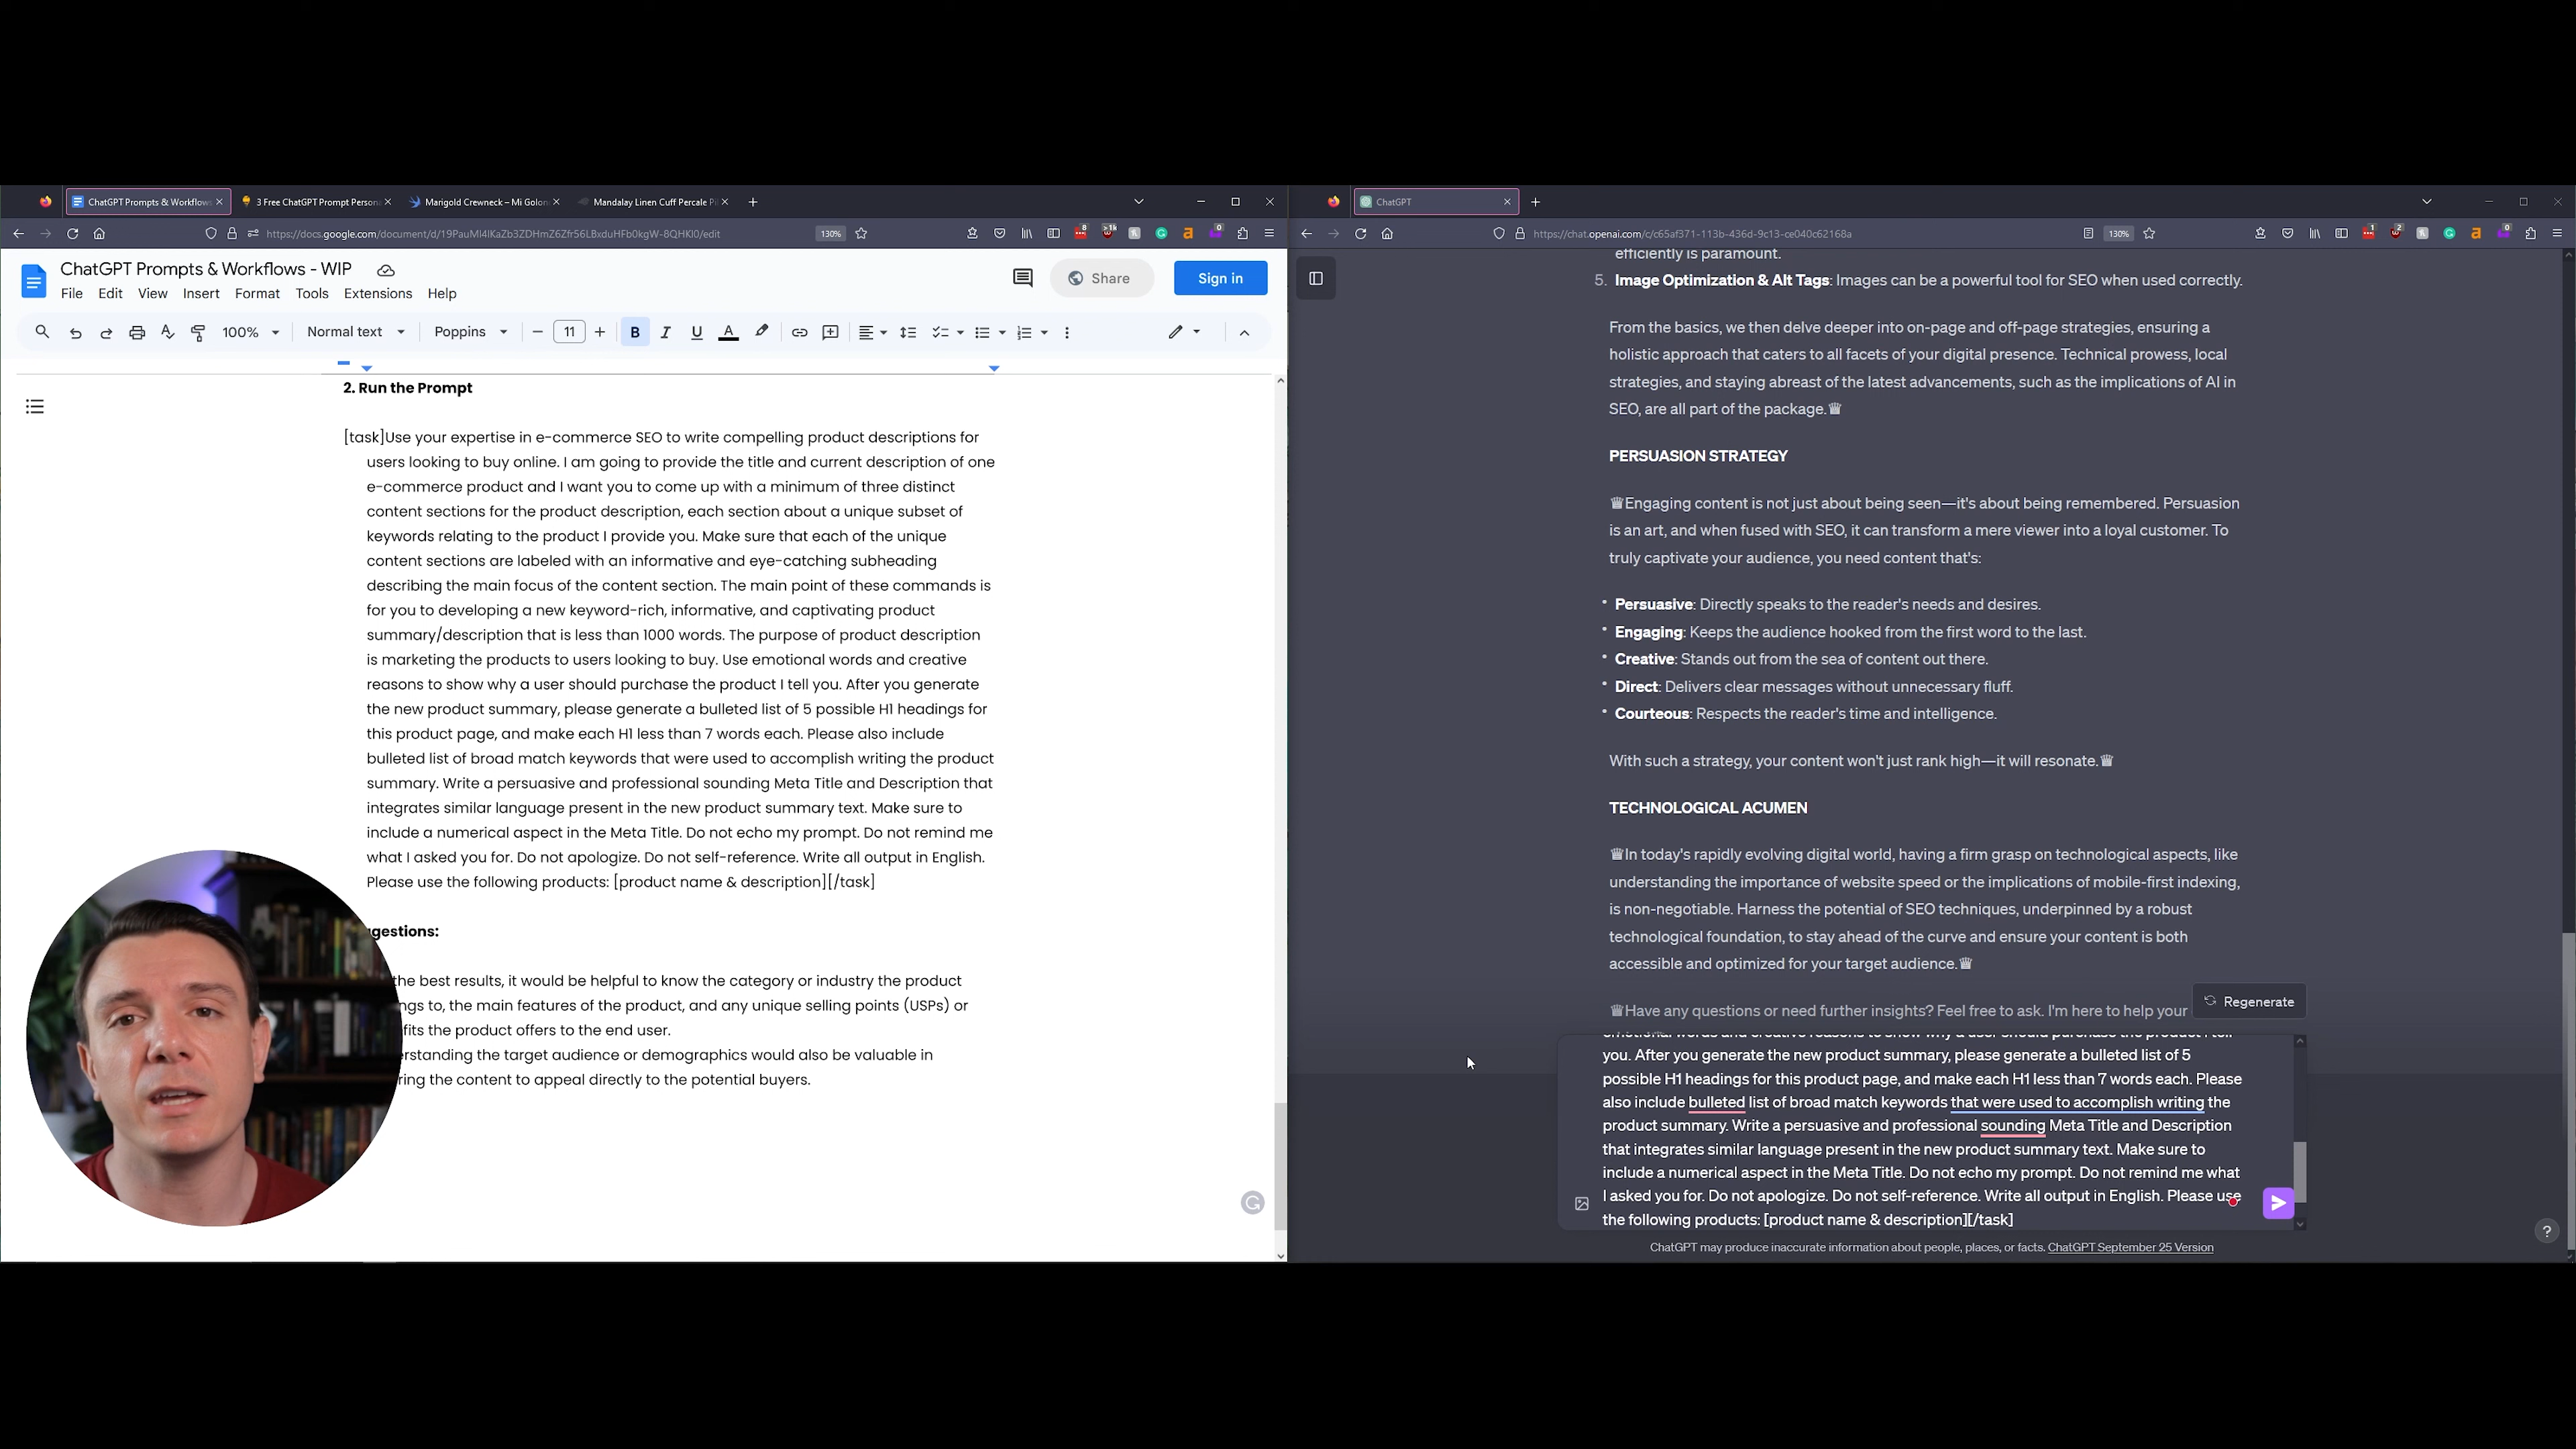 ChatGPT Prompts & Workflows
3 Free ChatGPT Prompt Person
Marigold Crewneck – Mi Golon
Mandalay Linen Cuff Percale P
https://docs.google.com/document/d/19PauMl4IKaZb3ZDHmZ6Zfr56LBxduHFb0kgW-8QHKI0/edit
130%
ChatGPT Prompts & Workflows - WIP
Share
Sign in
File Edit View Insert Format Tools Extensions Help
100%
Normal text
Poppins
11
B I U A
2. Run the Prompt
[task]Use your expertise in e-commerce SEO to write compelling product descriptions for
users looking to buy online. I am going to provide the title and current description of one
e-commerce product and I want you to come up with a minimum of three distinct
content sections for the product description, each section about a unique subset of
keywords relating to the product I provide you. Make sure that each of the unique
content sections are labeled with an informative and eye-catching subheading
describing the main focus of the content section. The main point of these commands is
for you to developing a new keyword-rich, informative, and captivating product
summary/description that is less than 1000 words. The purpose of product description
is marketing the products to users looking to buy. Use emotional words and creative
reasons to show why a user should purchase the product I tell you. After you generate
the new product summary, please generate a bulleted list of 5 possible H1 headings for
this product page, and make each H1 less than 7 words each. Please also include
bulleted list of broad match keywords that were used to accomplish writing the product
summary. Write a persuasive and professional sounding Meta Title and Description that
integrates similar language present in the new product summary text. Make sure to
include a numerical aspect in the Meta Title. Do not echo my prompt. Do not remind me
what I asked you for. Do not apologize. Do not self-reference. Write all output in English.
Please use the following products: [product name & description][/task]
gestions:
the best results, it would be helpful to know the category or industry the product
ngs to, the main features of the product, and any unique selling points (USPs) or
fits the product offers to the end user.
erstanding the target audience or demographics would also be valuable in
ring the content to appeal directly to the potential buyers.
ChatGPT
https://chat.openai.com/c/c65af371-113b-436d-9c13-ce040c62168a
130%
efficiently is paramount.
5. Image Optimization & Alt Tags: Images can be a powerful tool for SEO when used correctly.
From the basics, we then delve deeper into on-page and off-page strategies, ensuring a
holistic approach that caters to all facets of your digital presence. Technical prowess, local
strategies, and staying abreast of the latest advancements, such as the implications of AI in
SEO, are all part of the package.♛
PERSUASION STRATEGY
♛Engaging content is not just about being seen—it's about being remembered. Persuasion
is an art, and when fused with SEO, it can transform a mere viewer into a loyal customer. To
truly captivate your audience, you need content that's:
• Persuasive: Directly speaks to the reader's needs and desires.
• Engaging: Keeps the audience hooked from the first word to the last.
• Creative: Stands out from the sea of content out there.
• Direct: Delivers clear messages without unnecessary fluff.
• Courteous: Respects the reader's time and intelligence.
With such a strategy, your content won't just rank high—it will resonate.♛
TECHNOLOGICAL ACUMEN
♛In today's rapidly evolving digital world, having a firm grasp on technological aspects, like
understanding the importance of website speed or the implications of mobile-first indexing,
is non-negotiable. Harness the potential of SEO techniques, underpinned by a robust
technological foundation, to stay ahead of the curve and ensure your content is both
accessible and optimized for your target audience.♛
Regenerate
♛Have any questions or need further insights? Feel free to ask. I'm here to help your
emotional words and creative reasons to show why a user should purchase the product I tell
you. After you generate the new product summary, please generate a bulleted list of 5
possible H1 headings for this product page, and make each H1 less than 7 words each. Please
also include bulleted list of broad match keywords that were used to accomplish writing the
product summary. Write a persuasive and professional sounding Meta Title and Description
that integrates similar language present in the new product summary text. Make sure to
include a numerical aspect in the Meta Title. Do not echo my prompt. Do not remind me what
I asked you for. Do not apologize. Do not self-reference. Write all output in English. Please use
the following products: [product name & description][/task]
ChatGPT may produce inaccurate information about people, places, or facts. ChatGPT September 25 Version
?